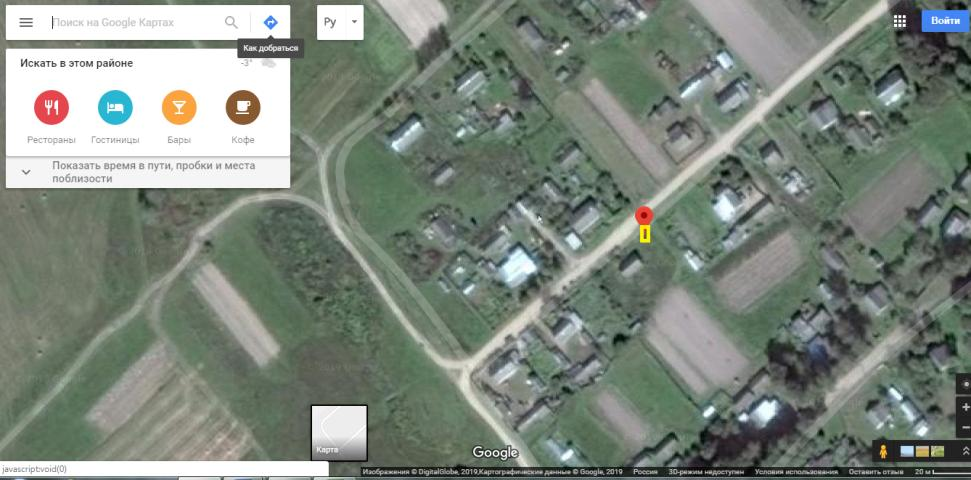 Поиск на Google Картах
Ру
Войти
Как добраться
Искать в этом районе
-3°
Рестораны
Гостиницы
Бары
Кофе
Показать время в пути, пробки и места
поблизости
Карта
Google
javascript:void(0)
Изображения © DigitalGlobe, 2019,Картографические данные © Google, 2019 Россия 3D-режим недоступен Условия использования Оставить отзыв 20 м